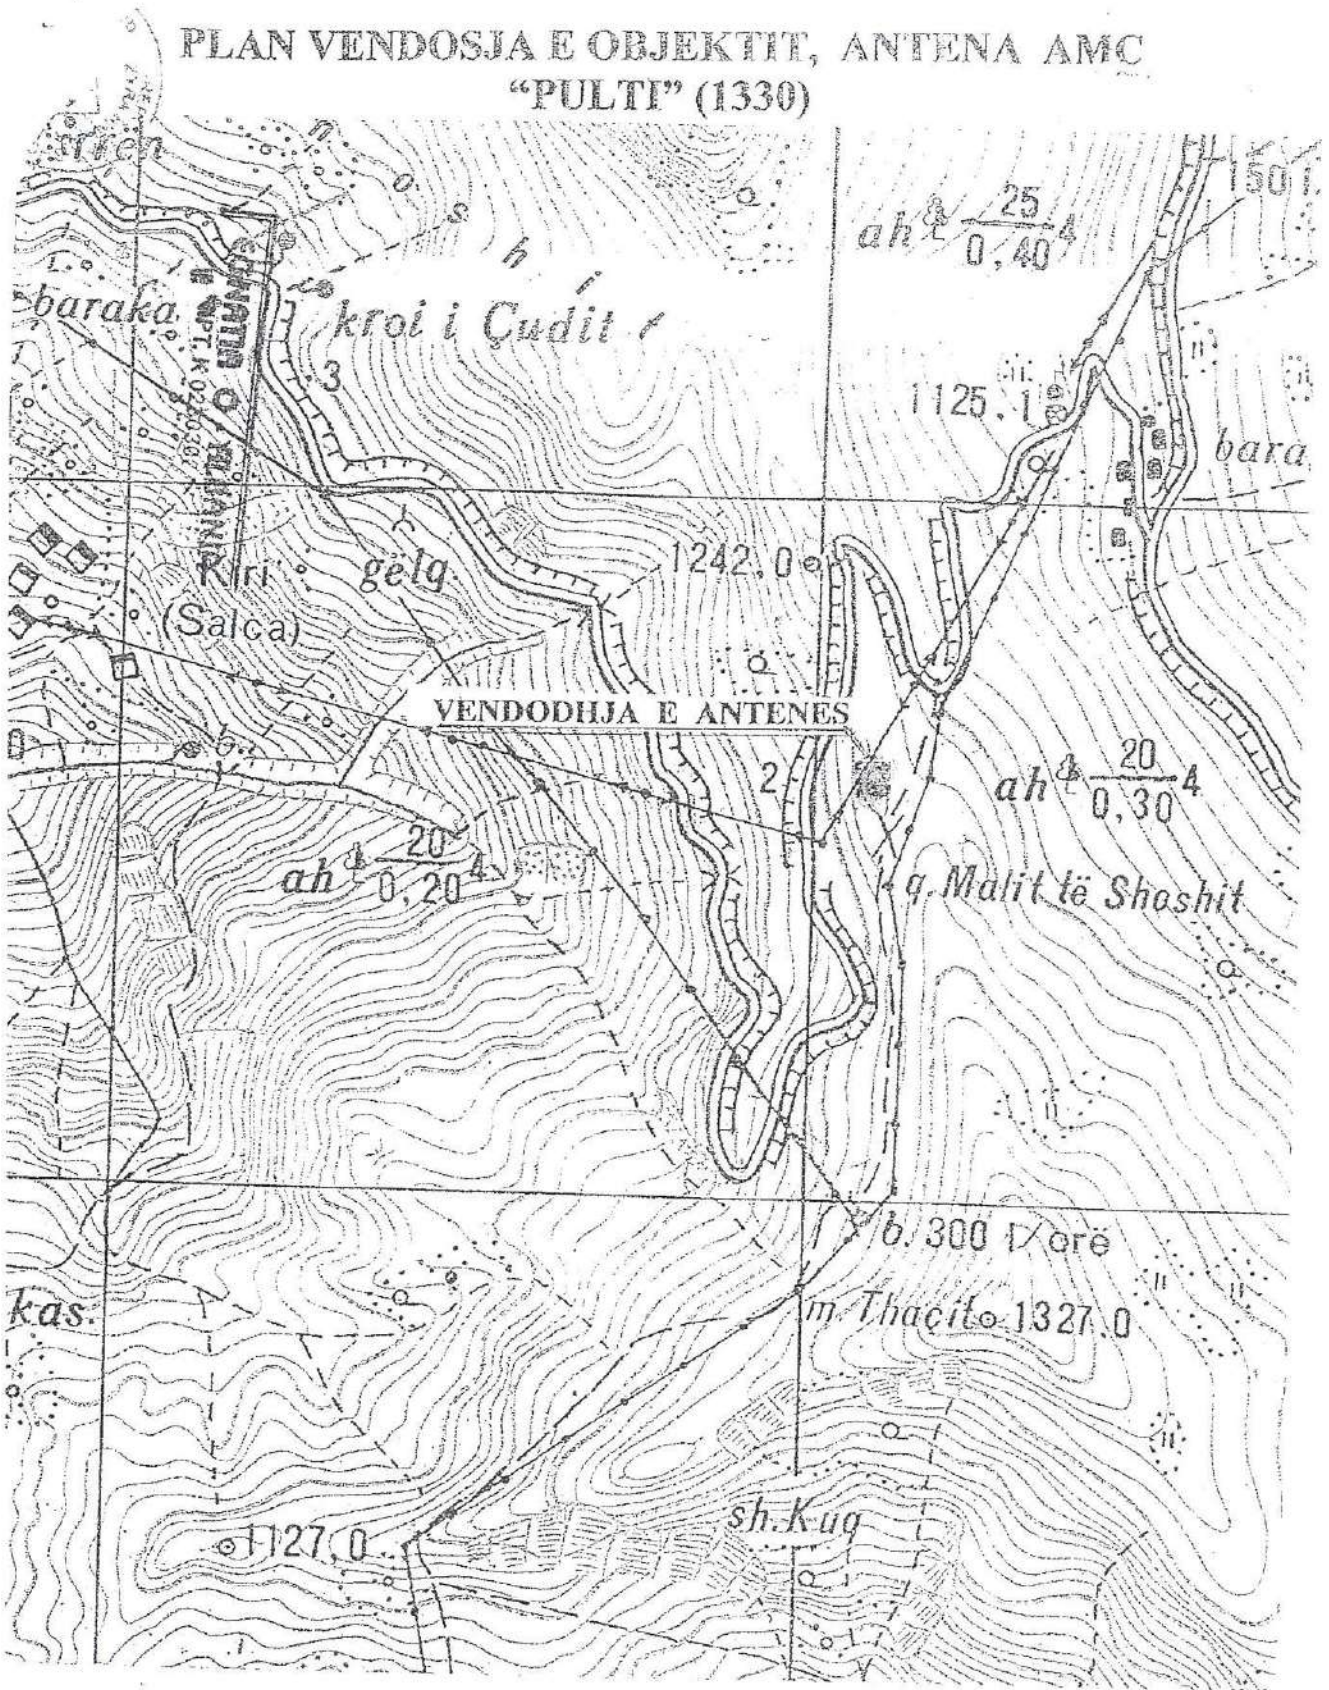 PLAN VENDOSJA E OBJEKTIT, ANTENA AMC
“PULTI” (1330)
n
o
s
h
i
t
ah 25 4
0,40
baraka
kroi i Çudit
3
1125,1
bara
1242,0
Kiri
(Salca)
gëlq.
VENDODHJA E ANTENES
b.
2
ah 20 4
0,30
ah 20 4
0,20
q. Malit të Shoshit
b. 300 l/orë
kas.
m. Thaçit 1327,0
sh. Kuq
1127,0